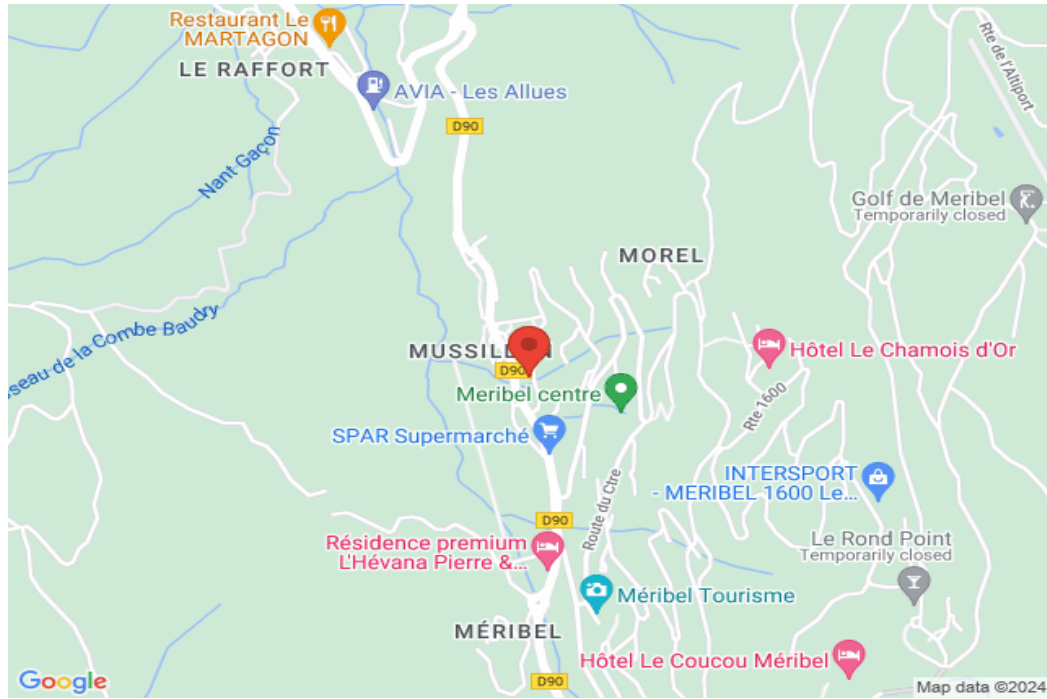 Restaurant Le
MARTAGON
LE RAFFORT
AVIA - Les Allues
D90
Rte de l'Altiport
Nant Gaçon
Golf de Meribel
Temporarily closed
MOREL
sseau de la Combe Baudry
Hôtel Le Chamois d'Or
D90
Meribel centre
Rte 1600
SPAR Supermarché
INTERSPORT
- MERIBEL 1600 Le...
D90
Route du Ctre
Résidence premium
L'Hévana Pierre &...
Le Rond Point
Temporarily closed
Méribel Tourisme
MÉRIBEL
Hôtel Le Coucou Méribel
D90
Google
Map data ©2024